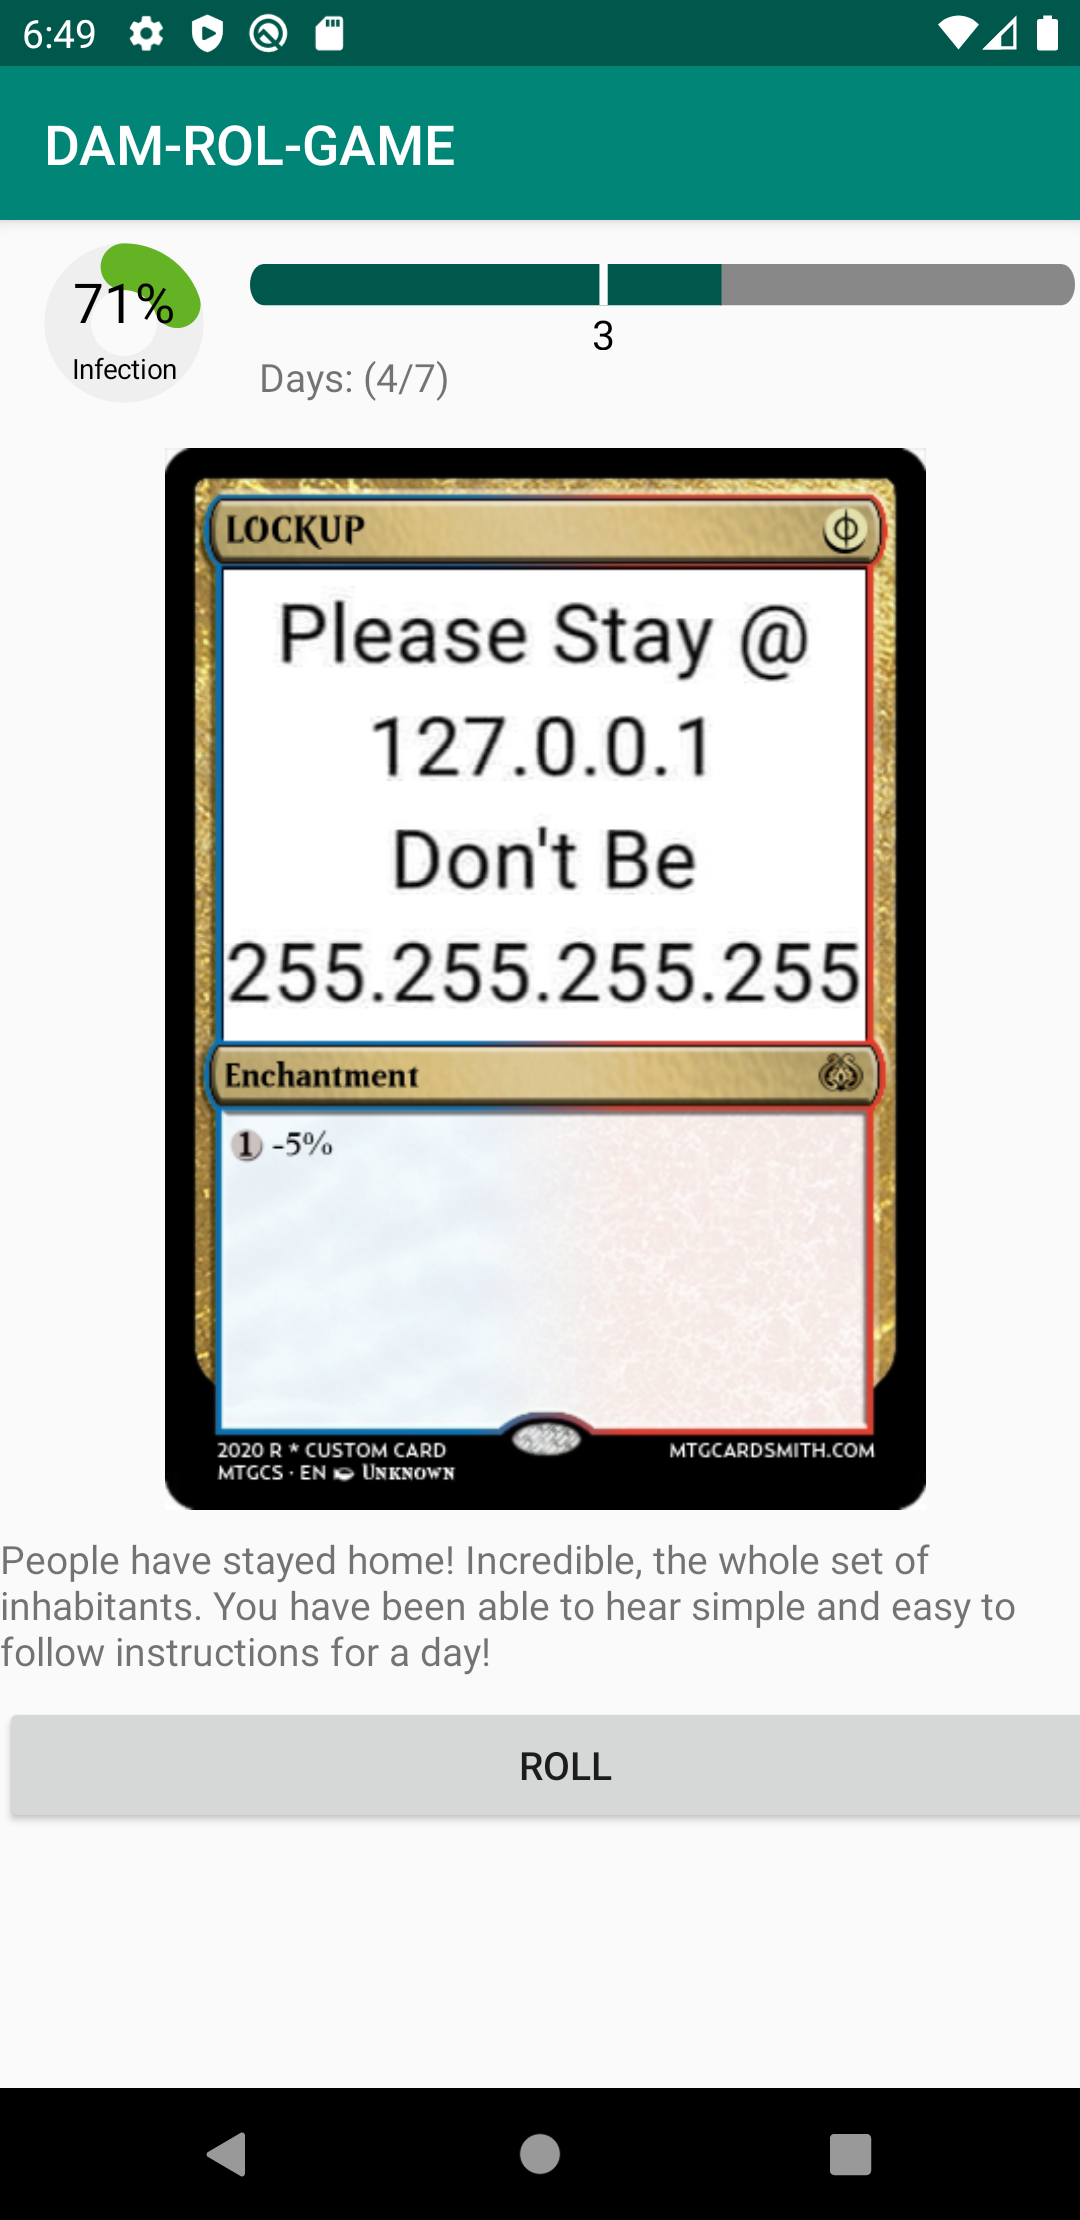 6:49
DAM-ROL-GAME
71%
Infection
3
Days: (4/7)
LOCKUP
Please Stay @
127.0.0.1
Don't Be
255.255.255.255
Enchantment
1 -5%
2020 R * CUSTOM CARD
MTGCARDSMITH.COM
MTGCS · EN UNKNOWN
People have stayed home! Incredible, the whole set of
inhabitants. You have been able to hear simple and easy to
follow instructions for a day!
ROLL